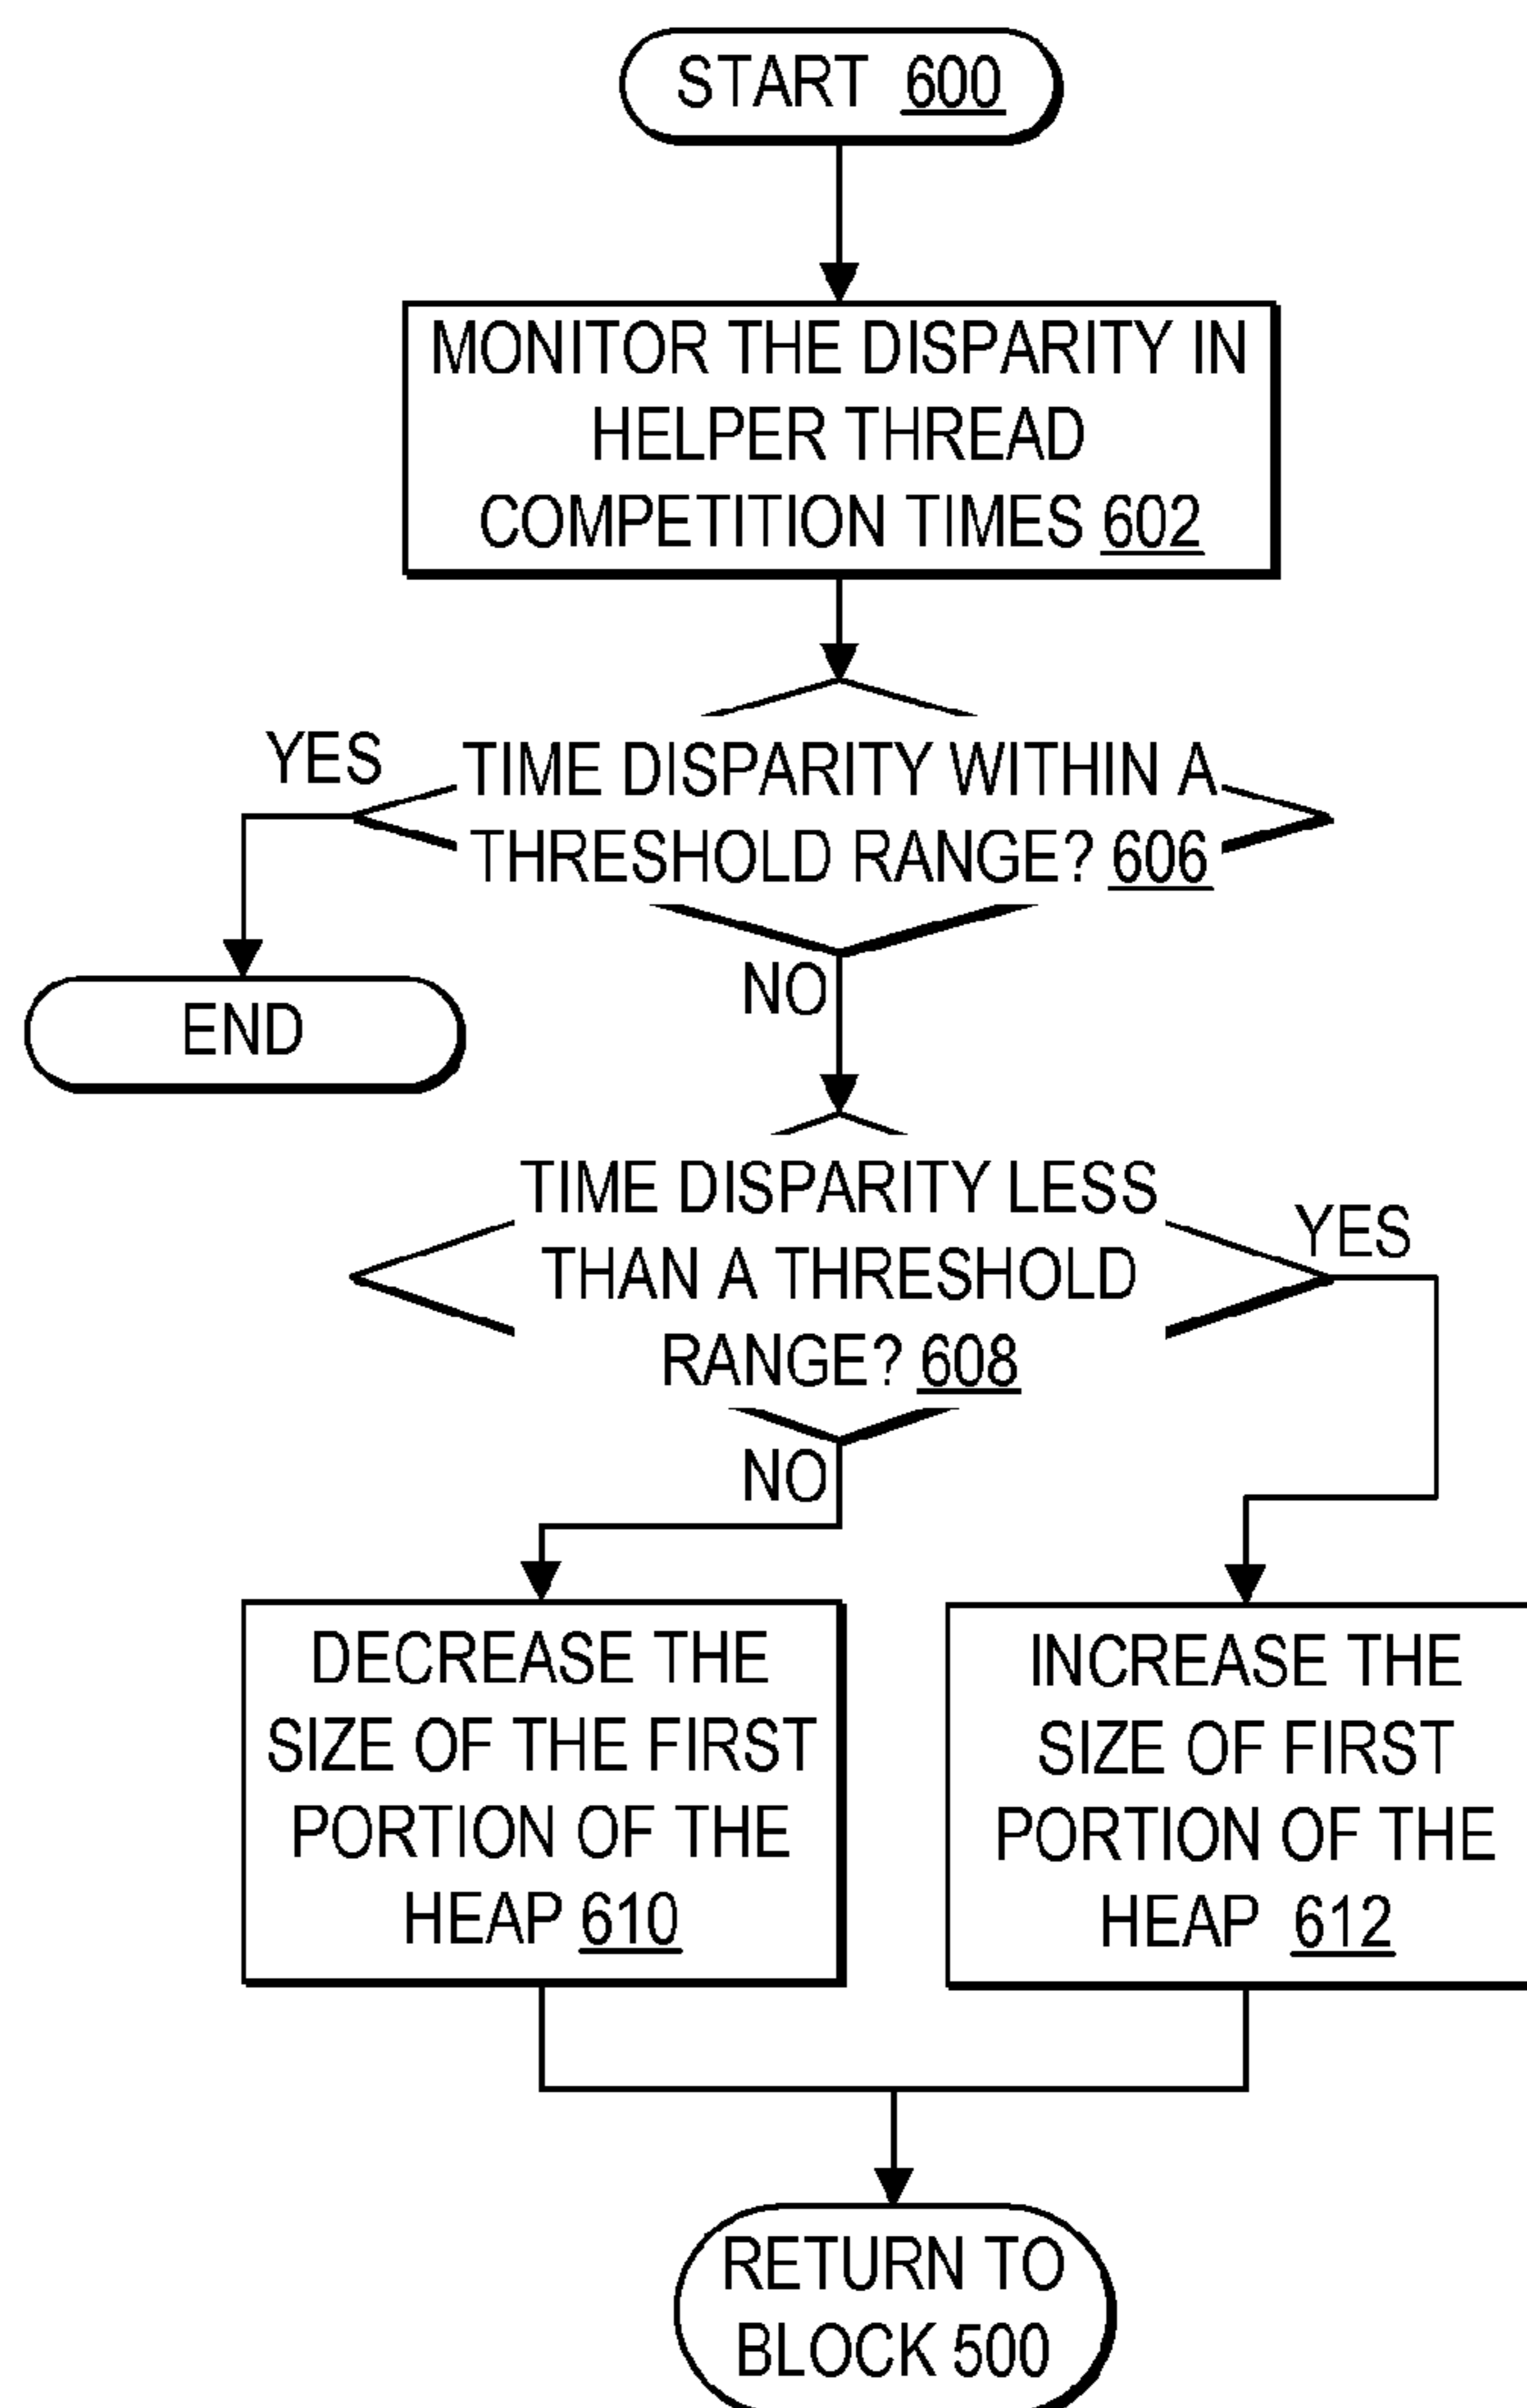 START 600
MONITOR THE DISPARITY IN
HELPER THREAD
COMPETITION TIMES 602
YES
TIME DISPARITY WITHIN A
THRESHOLD RANGE? 606
NO
END
TIME DISPARITY LESS
THAN A THRESHOLD
RANGE? 608
YES
NO
DECREASE THE
SIZE OF THE FIRST
PORTION OF THE
HEAP 610
INCREASE THE
SIZE OF FIRST
PORTION OF THE
HEAP 612
RETURN TO
BLOCK 500